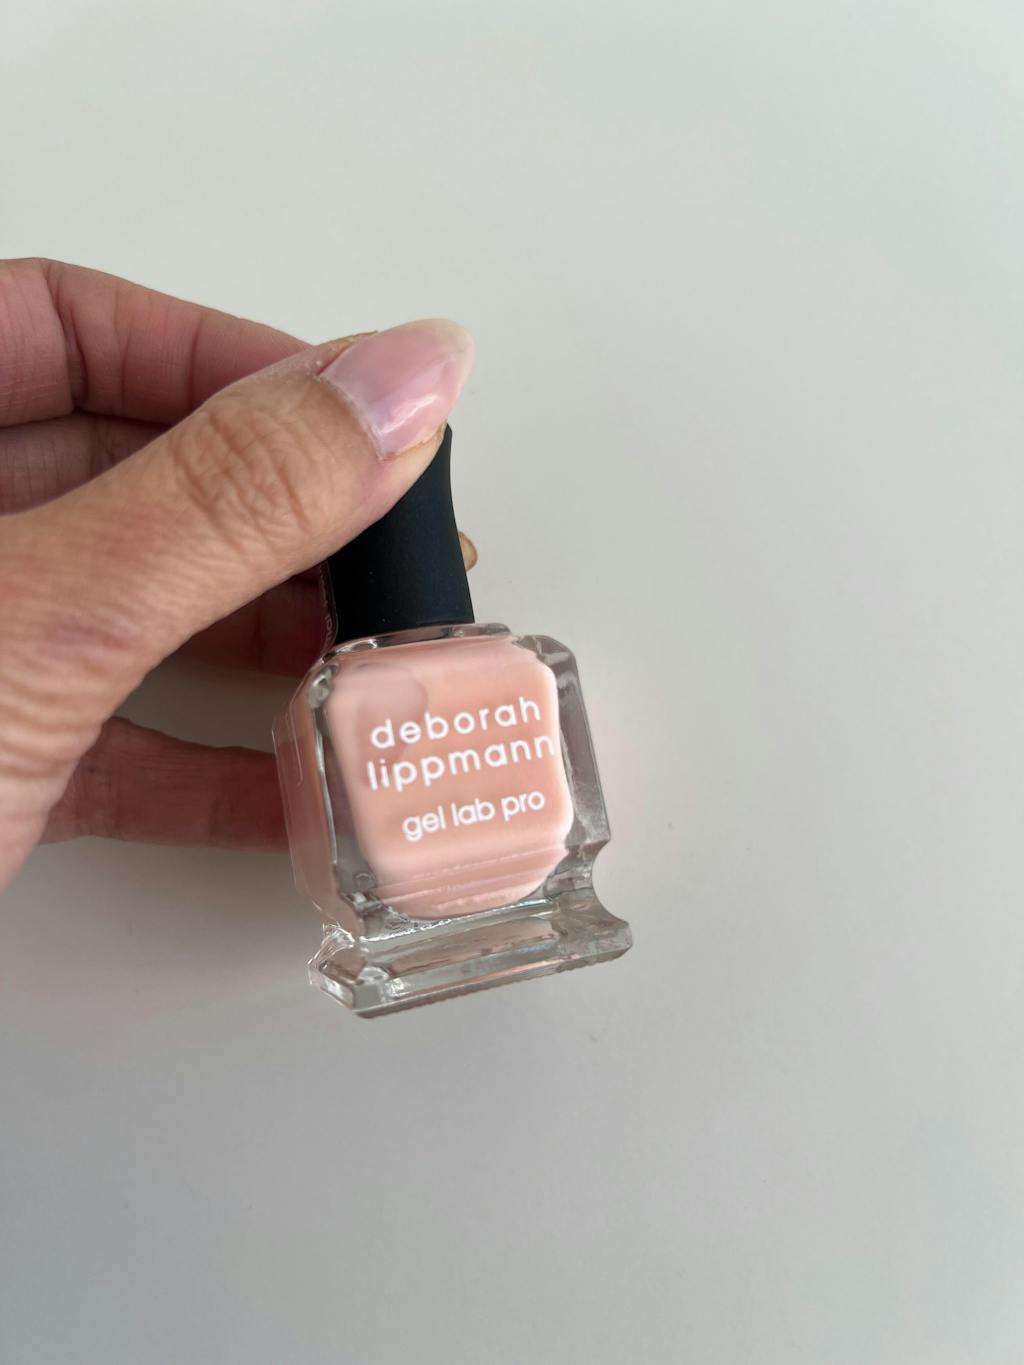 deborah
lippmann
gel lab pro